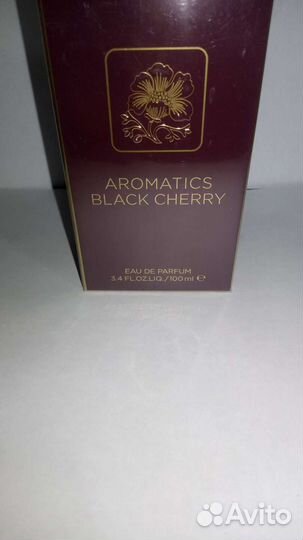 AROMATICS
BLACK CHERRY
EAU DE PARFUM
3.4 FL.OZ.LIQ./100 ml ℮
Avito